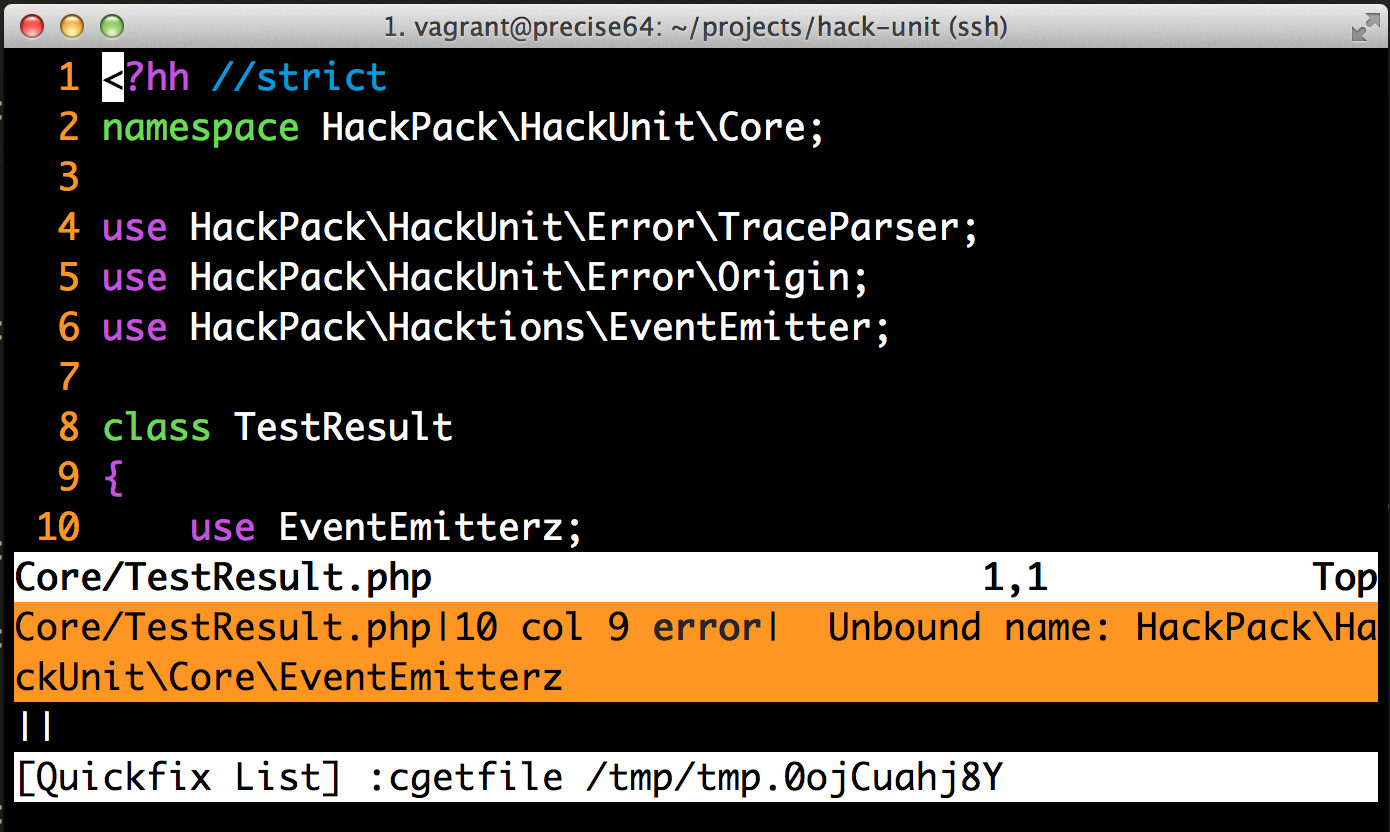 1. vagrant@precise64: ~/projects/hack-unit (ssh)
1 <?hh //strict
2 namespace HackPack\HackUnit\Core;
3
4 use HackPack\HackUnit\Error\TraceParser;
5 use HackPack\HackUnit\Error\Origin;
6 use HackPack\Hacktions\EventEmitter;
7
8 class TestResult
9 {
10     use EventEmitterz;
Core/TestResult.php 1,1 Top
Core/TestResult.php|10 col 9 error|  Unbound name: HackPack\Ha
ckUnit\Core\EventEmitterz
||
[Quickfix List] :cgetfile /tmp/tmp.0ojCuahj8Y